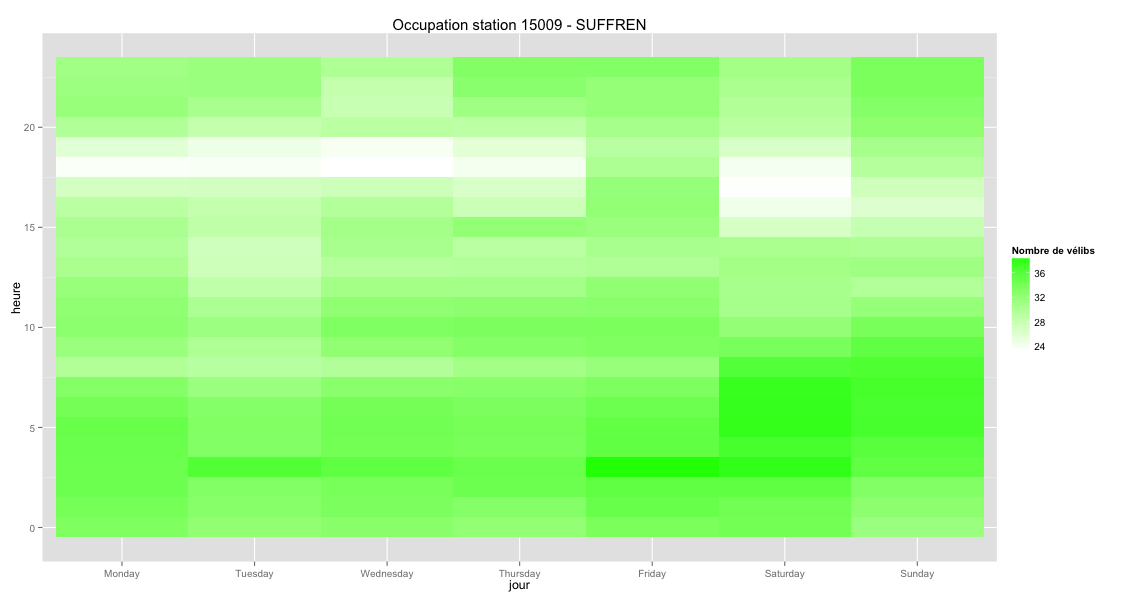 Occupation station 15009 - SUFFREN
heure
20
15
10
5
0
Monday
Tuesday
Wednesday
Thursday
Friday
Saturday
Sunday
jour
Nombre de vélibs
36
32
28
24